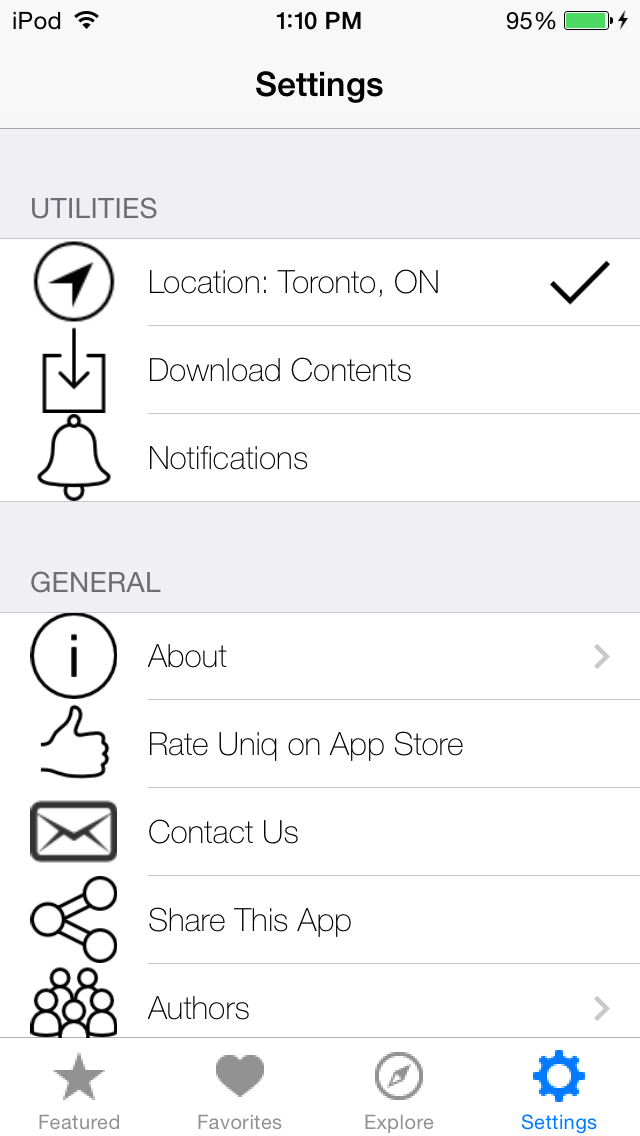 iPod 1:10 PM 95%
Settings
UTILITIES
Location: Toronto, ON
Download Contents
Notifications
GENERAL
About
Rate Uniq on App Store
Contact Us
Share This App
Authors
Featured Favorites Explore Settings